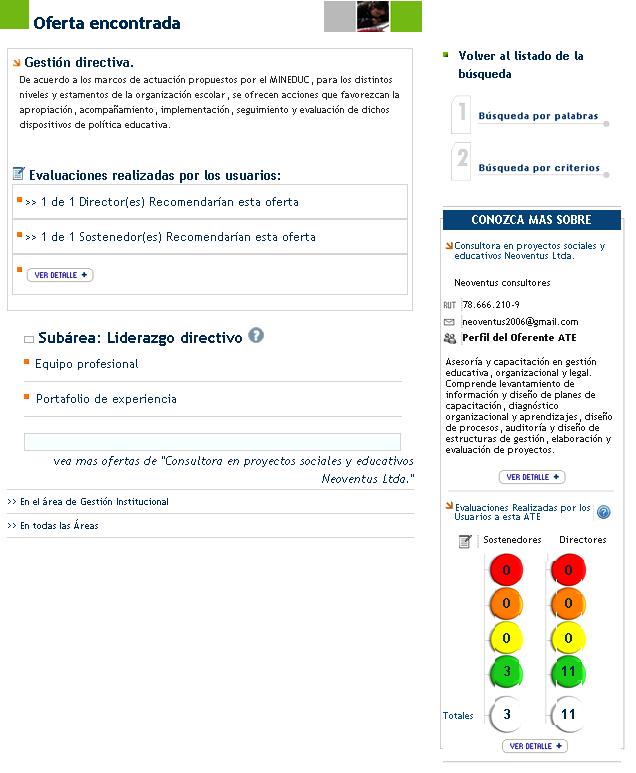 Oferta encontrada
Gestión directiva.
De acuerdo a los marcos de actuación propuestos por el MINEDUC, para los distintos
niveles y estamentos de la organización escolar, se ofrecen acciones que favorezcan la
apropiación, acompañamiento, implementación, seguimiento y evaluación de dichos
dispositivos de política educativa.
Evaluaciones realizadas por los usuarios:
>> 1 de 1 Director(es) Recomendarían esta oferta
>> 1 de 1 Sostenedor(es) Recomendarían esta oferta
VER DETALLE +
Subárea: Liderazgo directivo ?
Equipo profesional
Portafolio de experiencia
vea mas ofertas de "Consultora en proyectos sociales y educativos
Neoventus Ltda."
>> En el área de Gestión Institucional
>> En todas las Áreas
Volver al listado de la
búsqueda
1 Búsqueda por palabras
2 Búsqueda por criterios
CONOZCA MAS SOBRE
Consultora en proyectos sociales y
educativos Neoventus Ltda.
Neoventus consultores
RUT 78.666.210-9
neoventus2006@gmail.com
Perfil del Oferente ATE
Asesoría y capacitación en gestión
educativa, organizacional y legal.
Comprende levantamiento de
información y diseño de planes de
capacitación, diagnóstico
organizacional y aprendizajes, diseño
de procesos, auditoría y diseño de
estructuras de gestión, elaboración y
evaluación de proyectos.
VER DETALLE +
Evaluaciones Realizadas por los
Usuarios a esta ATE ?
Sostenedores Directores
0 0
0 0
0 0
3 11
Totales 3 11
VER DETALLE +